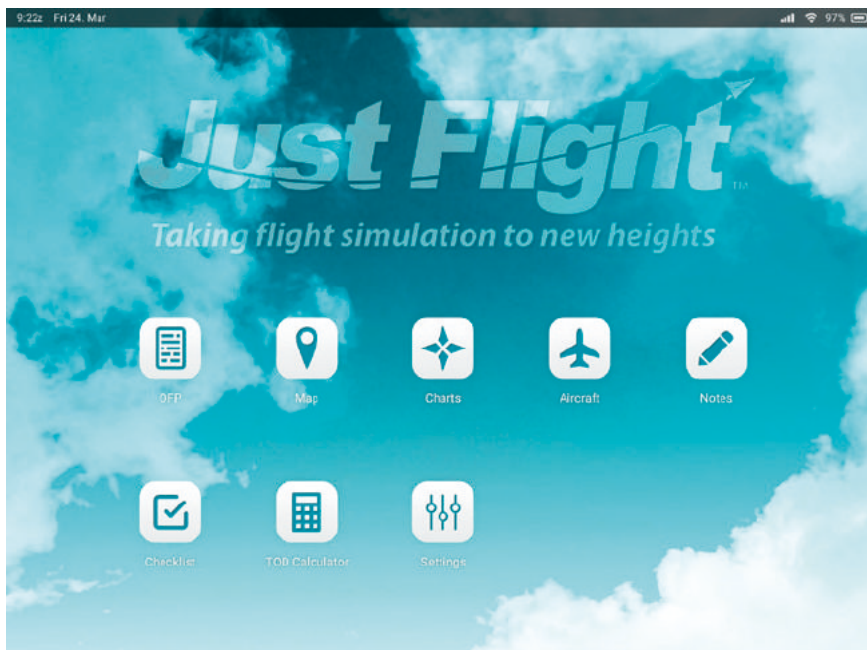 9:22z Fri 24. Mar 97%
Just Flight
TM
Taking flight simulation to new heights
OFP Map Charts Aircraft Notes
Checklist TOD Calculator Settings